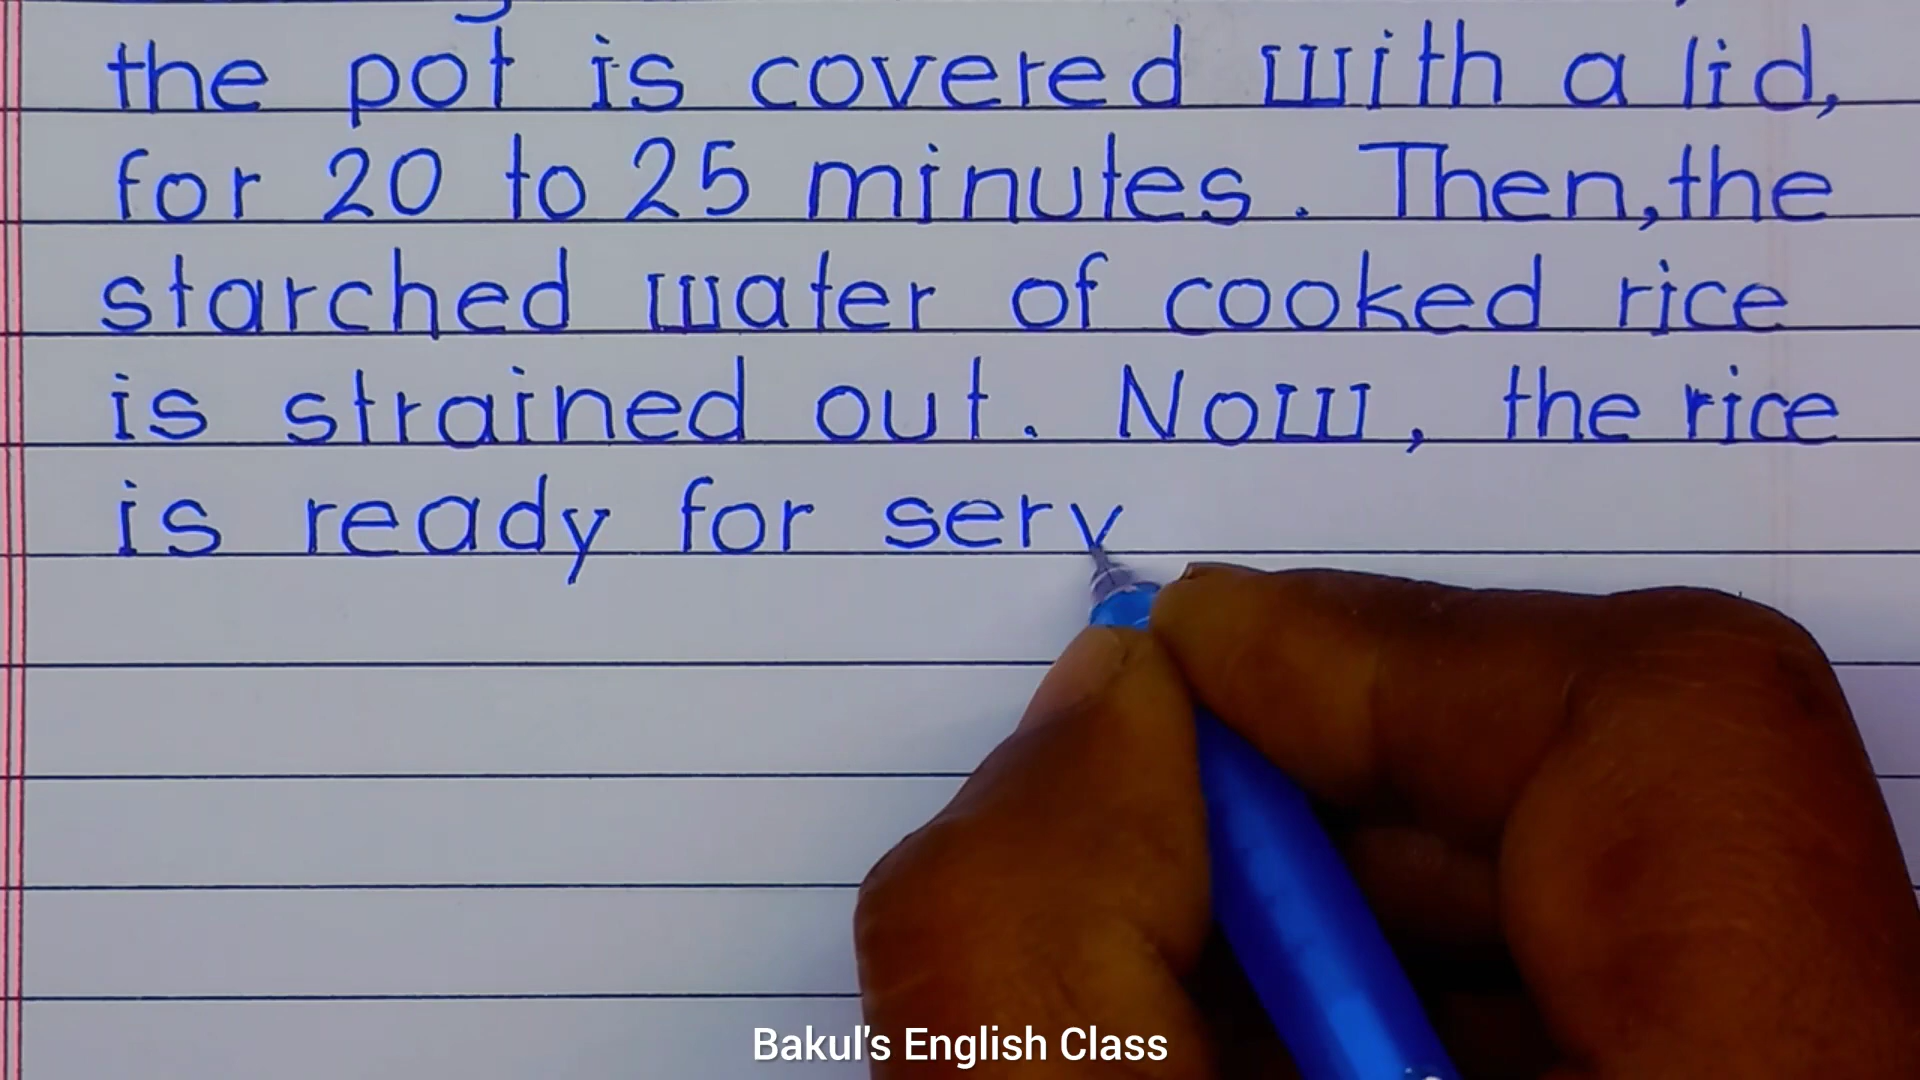 the pot is covered with a lid,
for 20 to 25 minutes. Then, the
starched water of cooked rice
is strained out. Now, the rice
is ready for serv
Bakul's English Class